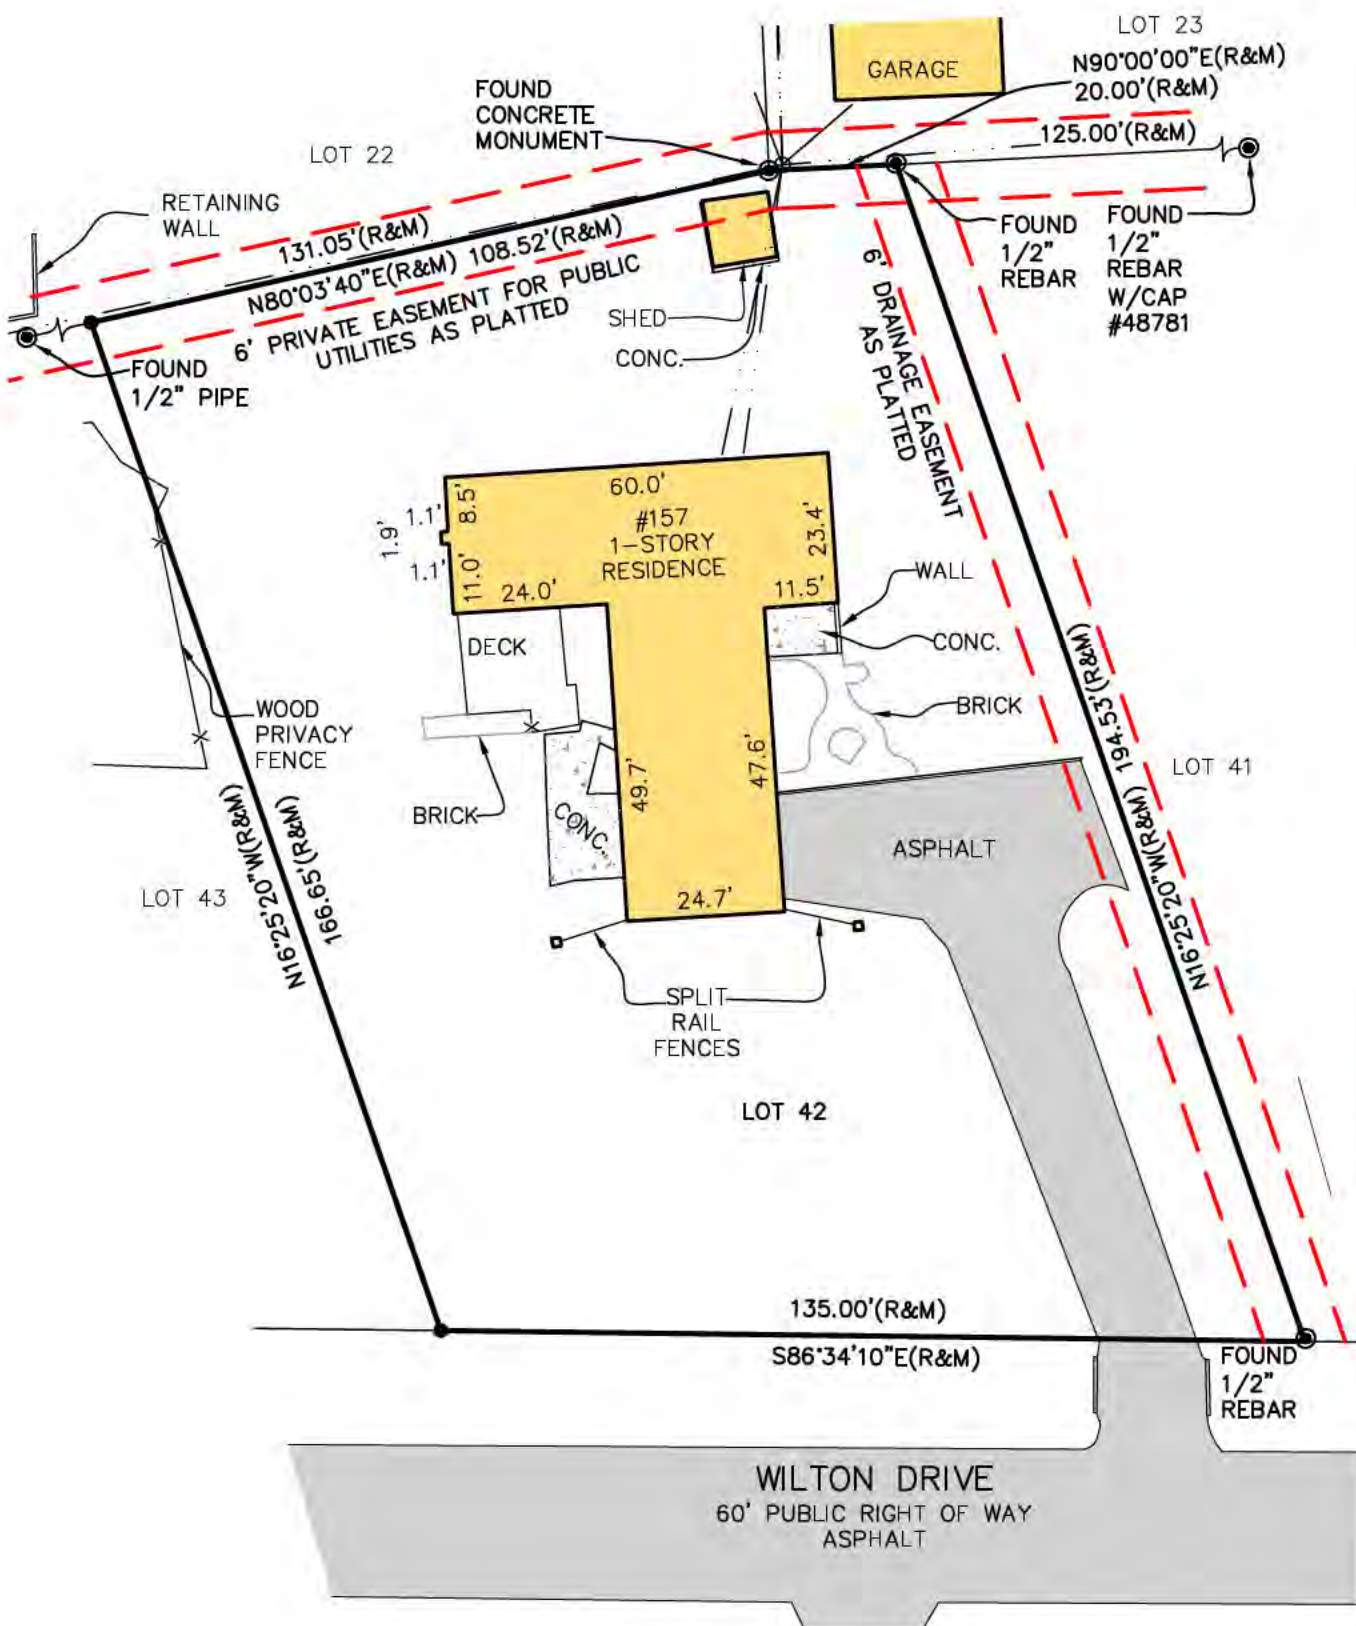 LOT 23
GARAGE
N90°00'00"E(R&M)
20.00'(R&M)
FOUND
CONCRETE
MONUMENT
125.00'(R&M)
LOT 22
RETAINING
WALL
131.05'(R&M)
N80°03'40"E(R&M) 108.52'(R&M)
6' PRIVATE EASEMENT FOR PUBLIC
UTILITIES AS PLATTED
FOUND
1/2" PIPE
SHED
CONC.
FOUND
1/2"
REBAR
FOUND
1/2"
REBAR
W/CAP
#48781
6' DRAINAGE EASEMENT
AS PLATTED
60.0'
#157
1-STORY
RESIDENCE
1.1'
8.5'
1.9'
1.1'
11.0'
24.0'
23.4'
11.5'
WALL
CONC.
DECK
BRICK
WOOD
PRIVACY
FENCE
BRICK
CONC.
49.7'
47.6'
24.7'
ASPHALT
LOT 41
N16°25'20"W(R&M) 194.53'(R&M)
LOT 43
N16°25'20"W(R&M)
166.65'(R&M)
SPLIT
RAIL
FENCES
LOT 42
135.00'(R&M)
S86°34'10"E(R&M)
FOUND
1/2"
REBAR
WILTON DRIVE
60' PUBLIC RIGHT OF WAY
ASPHALT